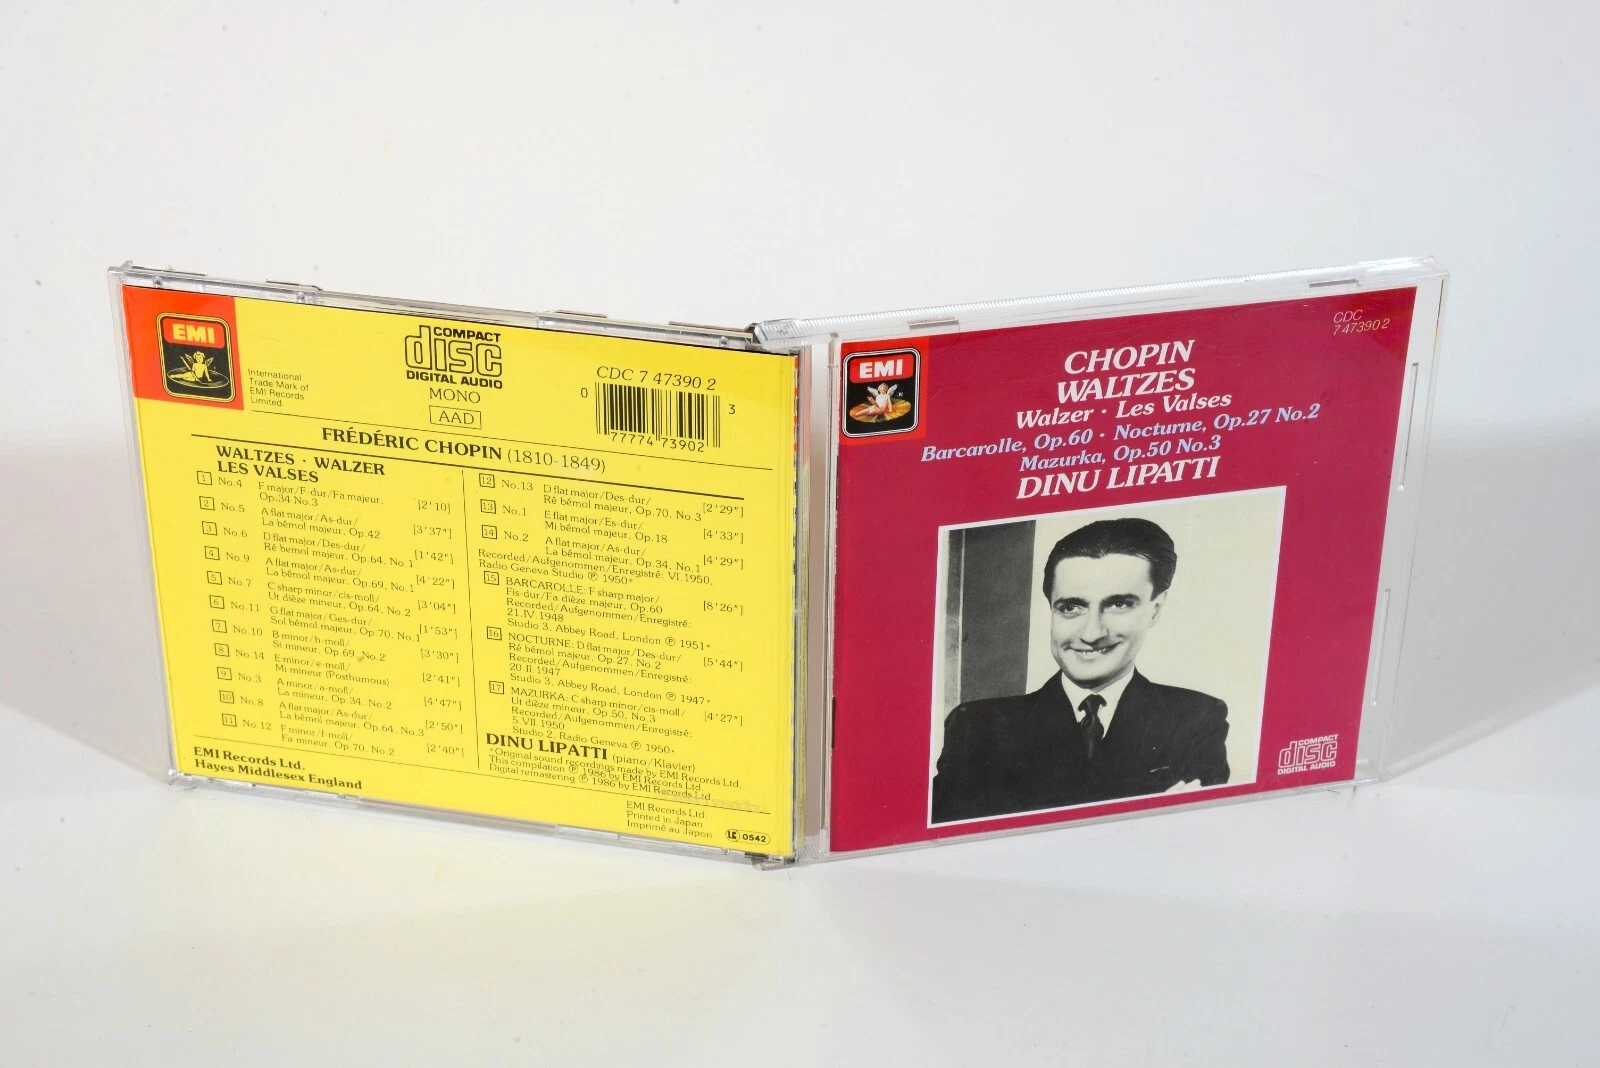 EMI
International
Trade Mark of
EMI Records
Limited
COMPACT
disc
DIGITAL AUDIO
MONO
AAD
CDC 7 47390 2
0
3
77774 73902
FRÉDÉRIC CHOPIN (1810-1849)
WALTZES · WALZER
LES VALSES
1 No.4 F major/F-dur/Fa majeur,
Op.34 No.3 [2'10]
2 No.5 A flat major/As-dur/
La bémol majeur, Op.42 [3'37"]
3 No.6 D flat major/Des-dur/
Ré bemol majeur, Op.64, No.1 [1'42"]
4 No.9 A flat major/As-dur/
La bémol majeur, Op.69, No.1 [4'22"]
5 No.7 C sharp minor/cis-moll/
Ut dièze mineur, Op.64, No.2 [3'04"]
6 No.11 G flat major/Ges-dur/
Sol bémol majeur, Op.70, No.1 [1'53"]
7 No.10 B minor/h-moll/
Si mineur, Op.69, No.2 [3'30"]
8 No.14 E minor/e-moll/
Mi mineur (Posthumous) [2'41"]
9 No.3 A minor/a-moll/
La mineur, Op.34, No.2 [4'47"]
10 No.8 A flat major/As-dur/
La bémol majeur, Op.64, No.3 [2'50"]
11 No.12 F minor/f-moll/
Fa mineur, Op.70, No.2 [2'40"]
12 No.13 D flat major/Des-dur/
Ré bémol majeur, Op.70, No.3 [2'29"]
13 No.1 E flat major/Es-dur/
Mi bémol majeur, Op.18 [4'33"]
14 No.2 A flat major/As-dur/
La bémol majeur, Op.34, No.1 [4'29"]
Recorded/Aufgenommen/Enregistré: VI.1950,
Radio Geneva Studio ℗ 1950*
15 BARCAROLLE: F sharp major/
Fis-dur/Fa dièze majeur, Op.60 [8'26"]
Recorded/Aufgenommen/Enregistré:
21.IV.1948
Studio 3, Abbey Road, London ℗ 1951*
16 NOCTURNE: D flat major/Des-dur/
Ré bémol majeur, Op.27, No.2 [5'44"]
Recorded/Aufgenommen/Enregistré:
20.II.1947
Studio 3, Abbey Road, London ℗ 1947*
17 MAZURKA: C sharp minor/cis-moll/
Ut dièze mineur, Op.50, No.3 [4'27"]
Recorded/Aufgenommen/Enregistré:
5.VII 1950
Studio 2, Radio Geneva ℗ 1950*
DINU LIPATTI (piano/Klavier)
*Original sound recordings made by EMI Records Ltd.
This compilation ℗ 1986 by EMI Records Ltd.
Digital remastering ℗ 1986 by EMI Records Ltd.
EMI Records Ltd.
Hayes Middlesex England
EMI Records Ltd.
Printed in Japan
Imprimé au Japon
LC 0542
EMI
CDC
7 47390 2
CHOPIN
WALTZES
Walzer · Les Valses
Barcarolle, Op.60 · Nocturne, Op.27 No.2
Mazurka, Op.50 No.3
DINU LIPATTI
COMPACT
disc
DIGITAL AUDIO